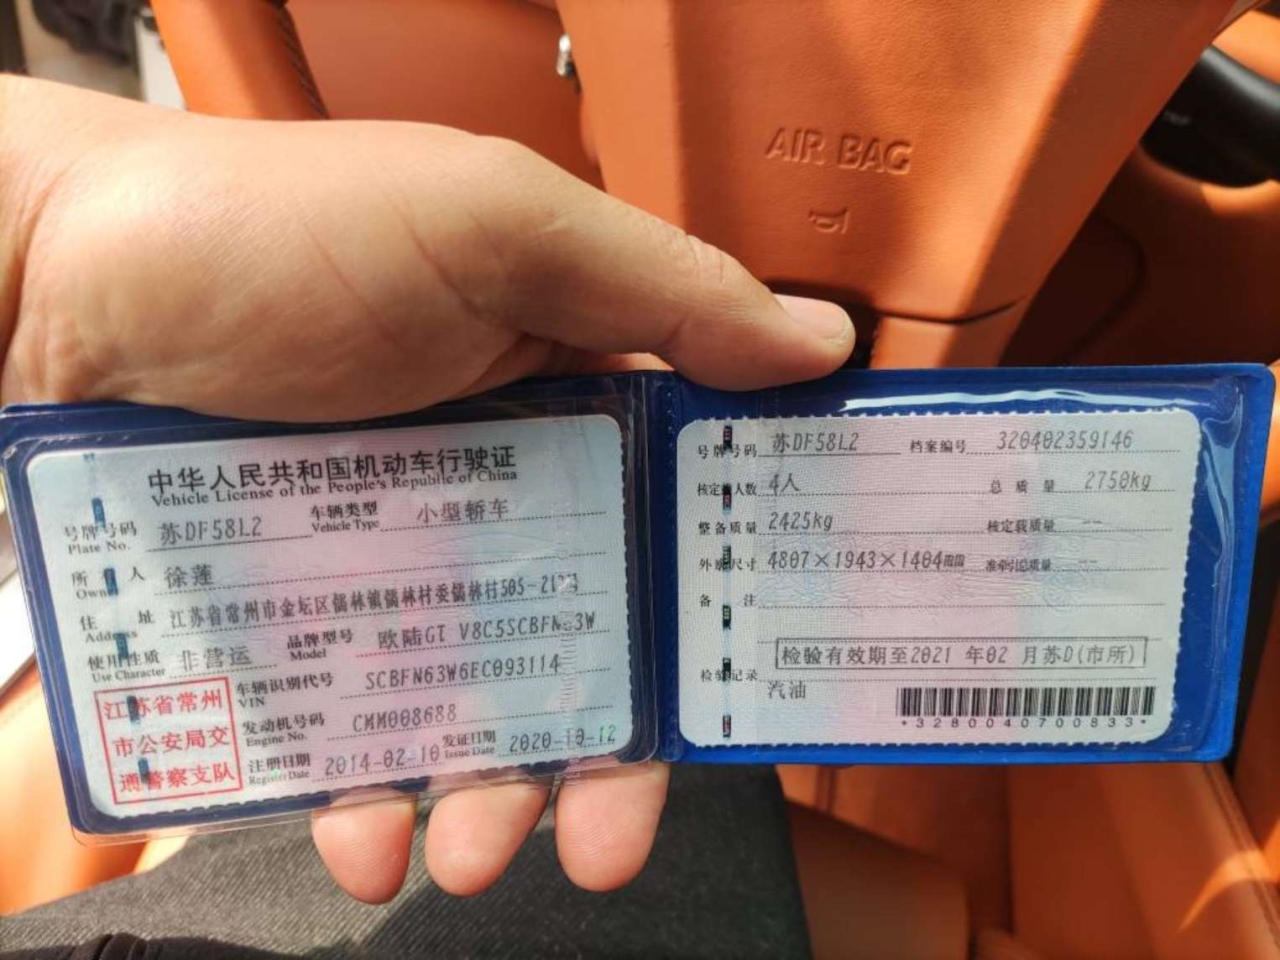 AIR BAG
中华人民共和国机动车行驶证
Vehicle License of the People's Republic of China
号牌号码 苏DF58L2 车辆类型 小型轿车
Plate No. Vehicle Type
所 人 徐莲
Owner
住 址 江苏省常州市金坛区儒林镇儒林村委儒林村505-21
Address
品牌型号 欧陆GT V8C5SCBFN 3W
Model
使用性质 非营运
Use Character
车辆识别代号 SCBFN63W6EC093114
VIN
发动机号码 CMM008688
Engine No.
注册日期 2014-02-10 发证日期 2020-10-12
Register Date Issue Date
江苏省常州
市公安局交
通警察支队
号牌号码 苏DF58L2 档案编号 320402359146
核定 人数 4人 总质量 2750kg
整备质量 2425kg 核定载质量 --
外廓尺寸 4807×1943×1404mm 准牵引总质量 --
备 注
检验有效期至2021 年02 月苏D(市所)
检验记录
汽油
*3280040700833*